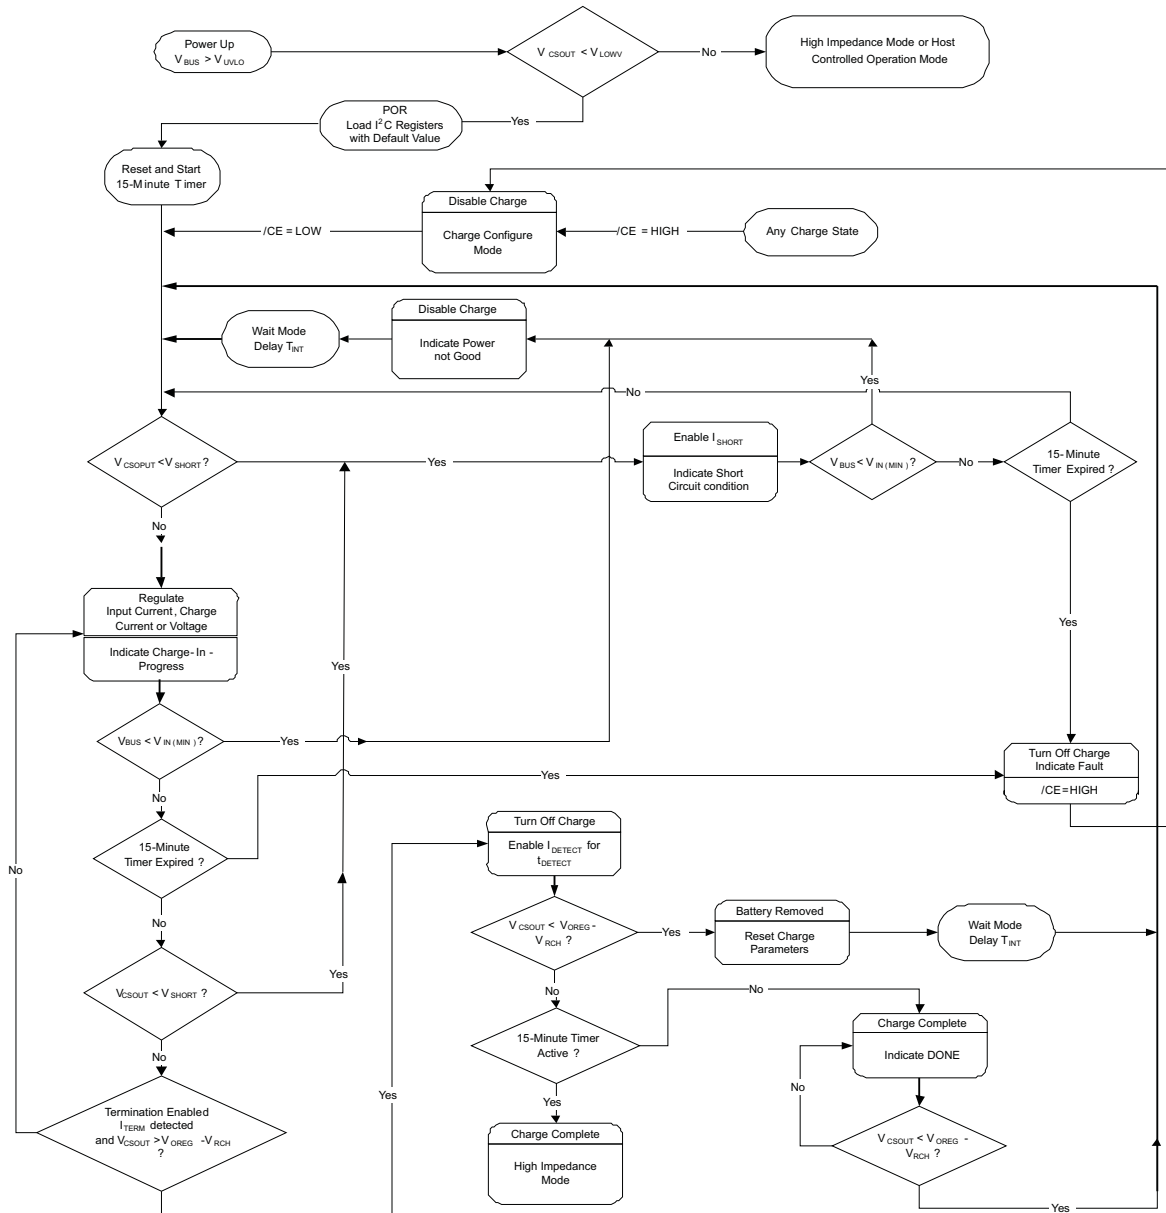 Power Up
V BUS > V UVLO
V CSOUT < V LOWV
No
High Impedance Mode or Host
Controlled Operation Mode
Yes
POR
Load I2C Registers
with Default Value
Reset and Start
15-Minute Timer
Disable Charge
Charge Configure
Mode
/CE = LOW
/CE = HIGH
Any Charge State
Disable Charge
Indicate Power
not Good
Wait Mode
Delay TINT
Yes
No
V CSOPUT < V SHORT ?
Yes
Enable I SHORT
Indicate Short
Circuit condition
V BUS < V IN ( MIN ) ?
No
15- Minute
Timer Expired ?
No
Regulate
Input Current, Charge
Current or Voltage
Indicate Charge- In -
Progress
Yes
Yes
VBUS < V IN ( MIN ) ?
Yes
Turn Off Charge
Indicate Fault
/CE = HIGH
Yes
No
15-Minute
Timer Expired ?
No
Turn Off Charge
Enable I DETECT for
tDETECT
No
V CSOUT < V OREG -
V RCH ?
Yes
Battery Removed
Reset Charge
Parameters
Wait Mode
Delay TINT
Yes
VCSOUT < V SHORT ?
No
No
No
15-Minute Timer
Active ?
Charge Complete
Indicate DONE
No
Yes
Yes
Termination Enabled
ITERM detected
and VCSOUT > V OREG - V RCH
?
Charge Complete
High Impedance
Mode
No
V CSOUT < V OREG -
V RCH ?
Yes